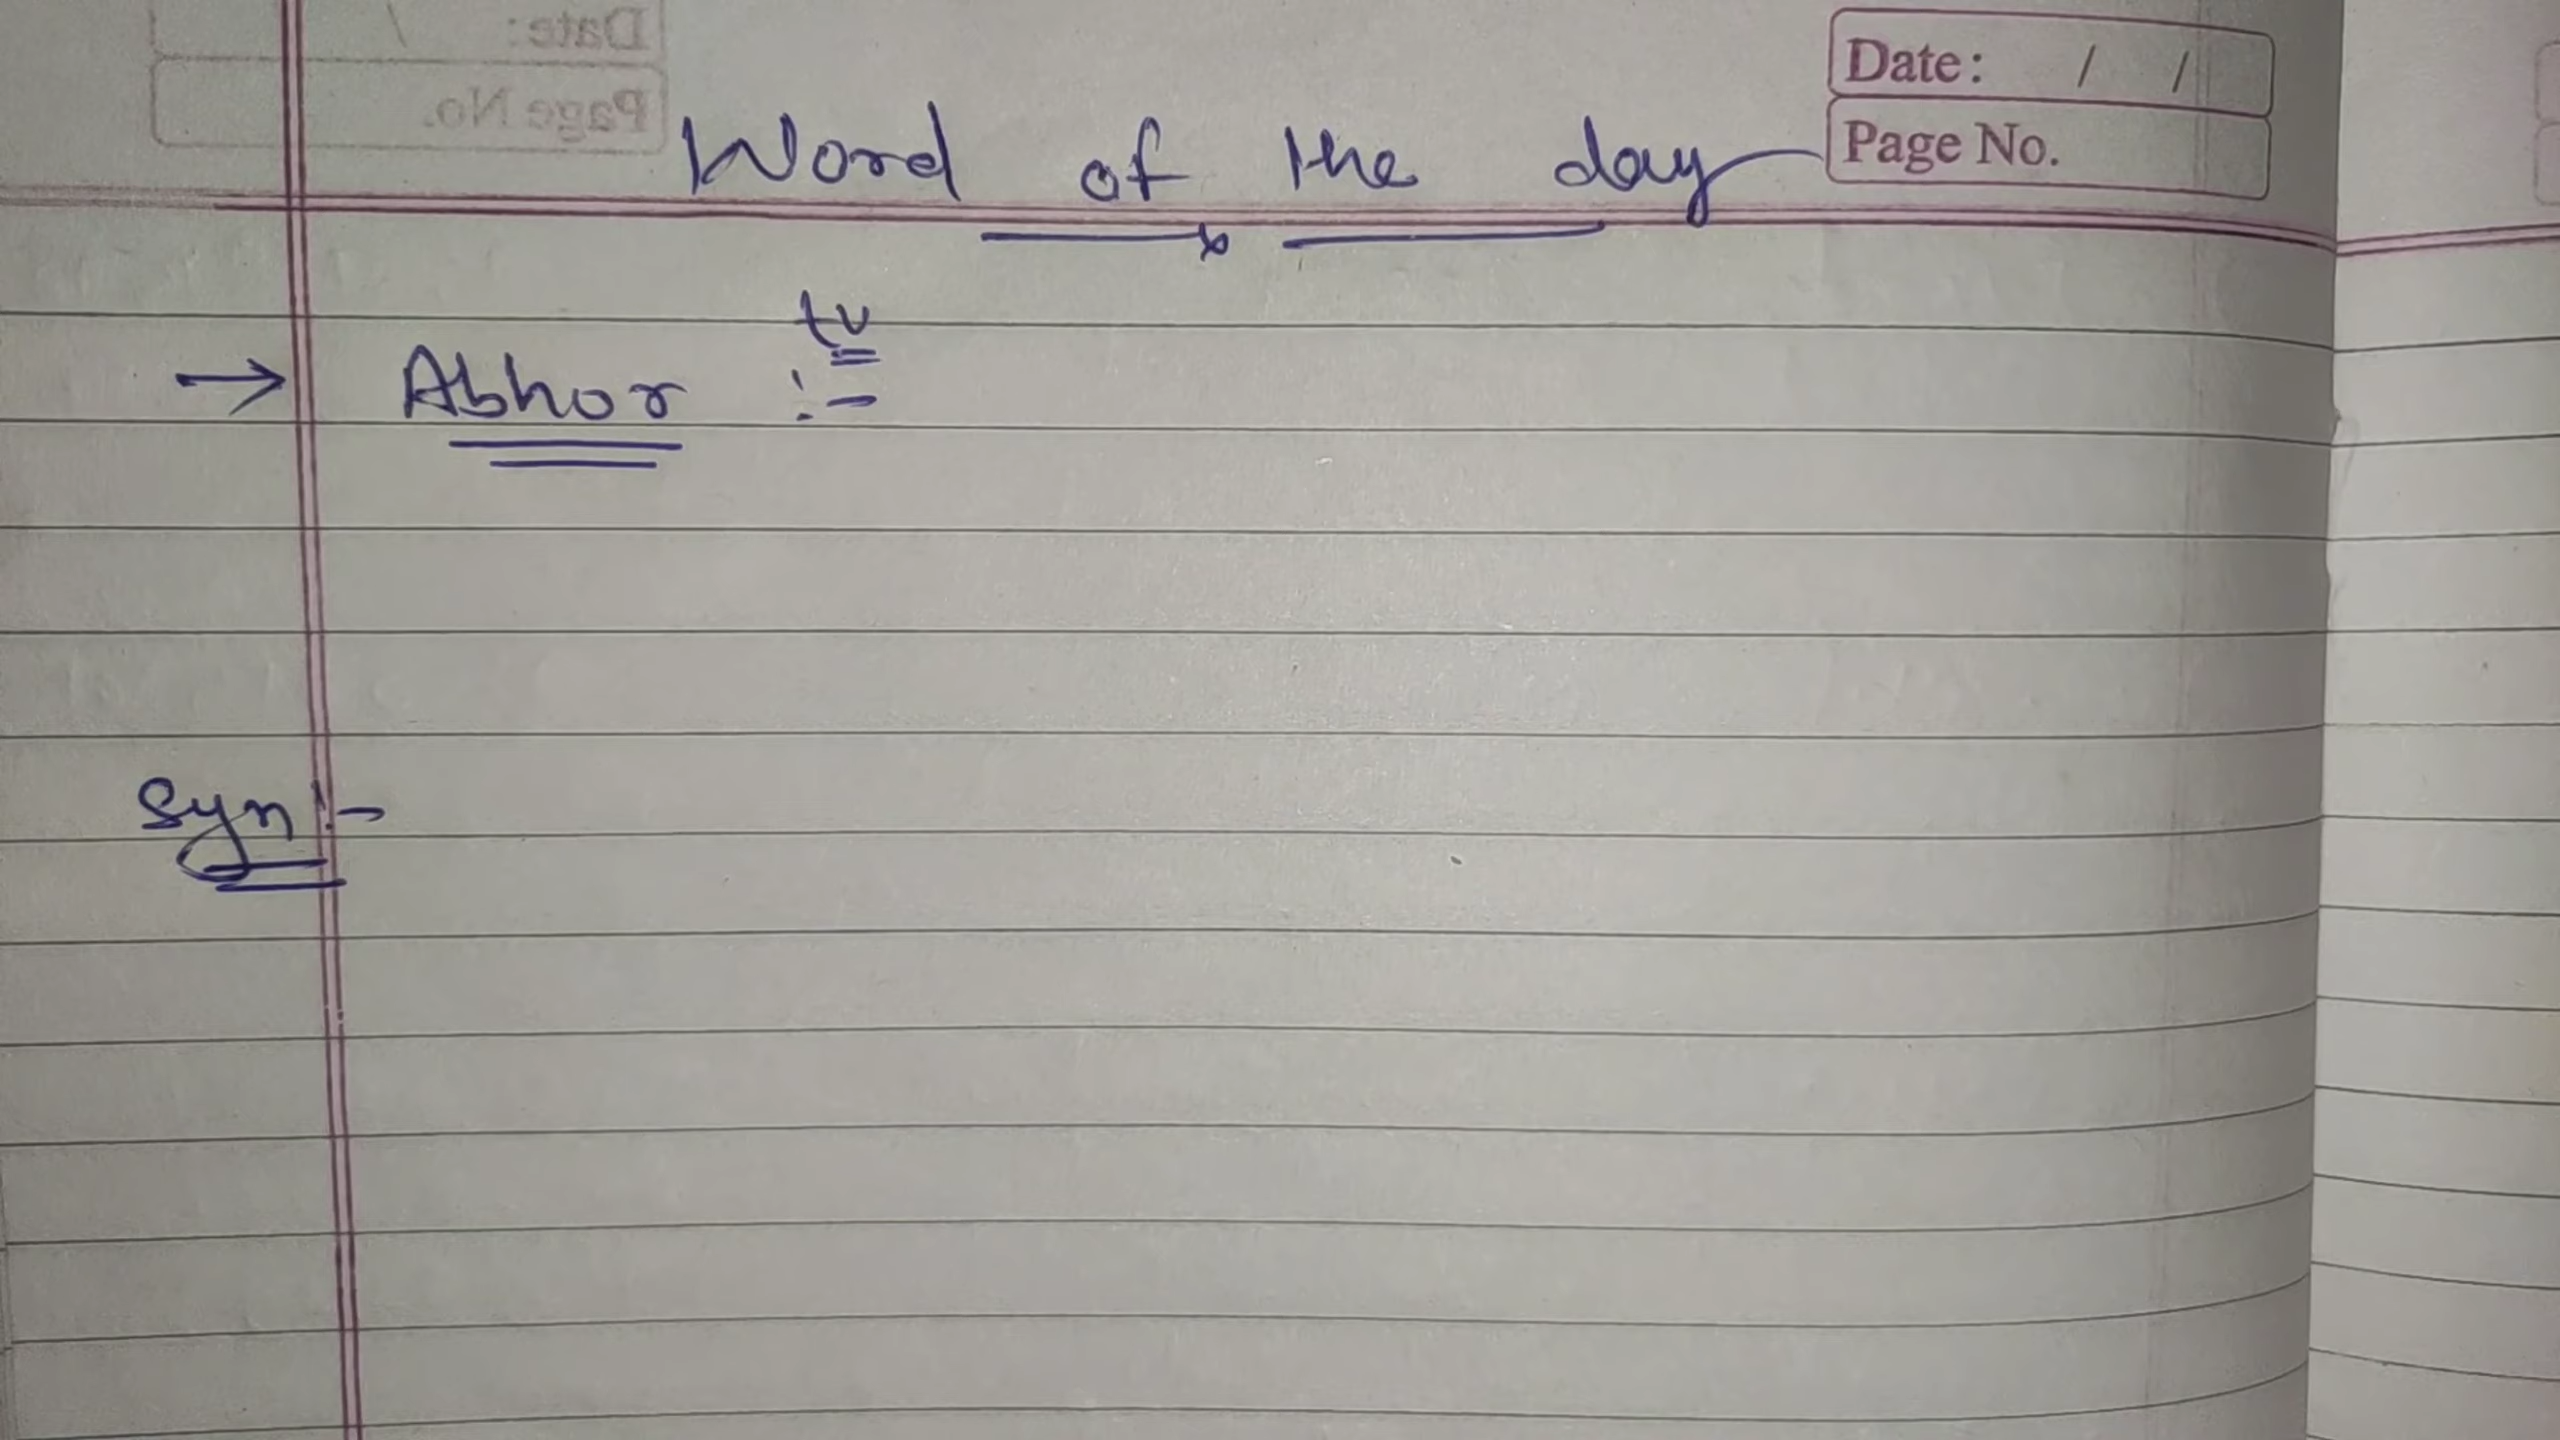 Date: / /
Page No.
Word of the day
tv
→ Abhor :-
Syn :-